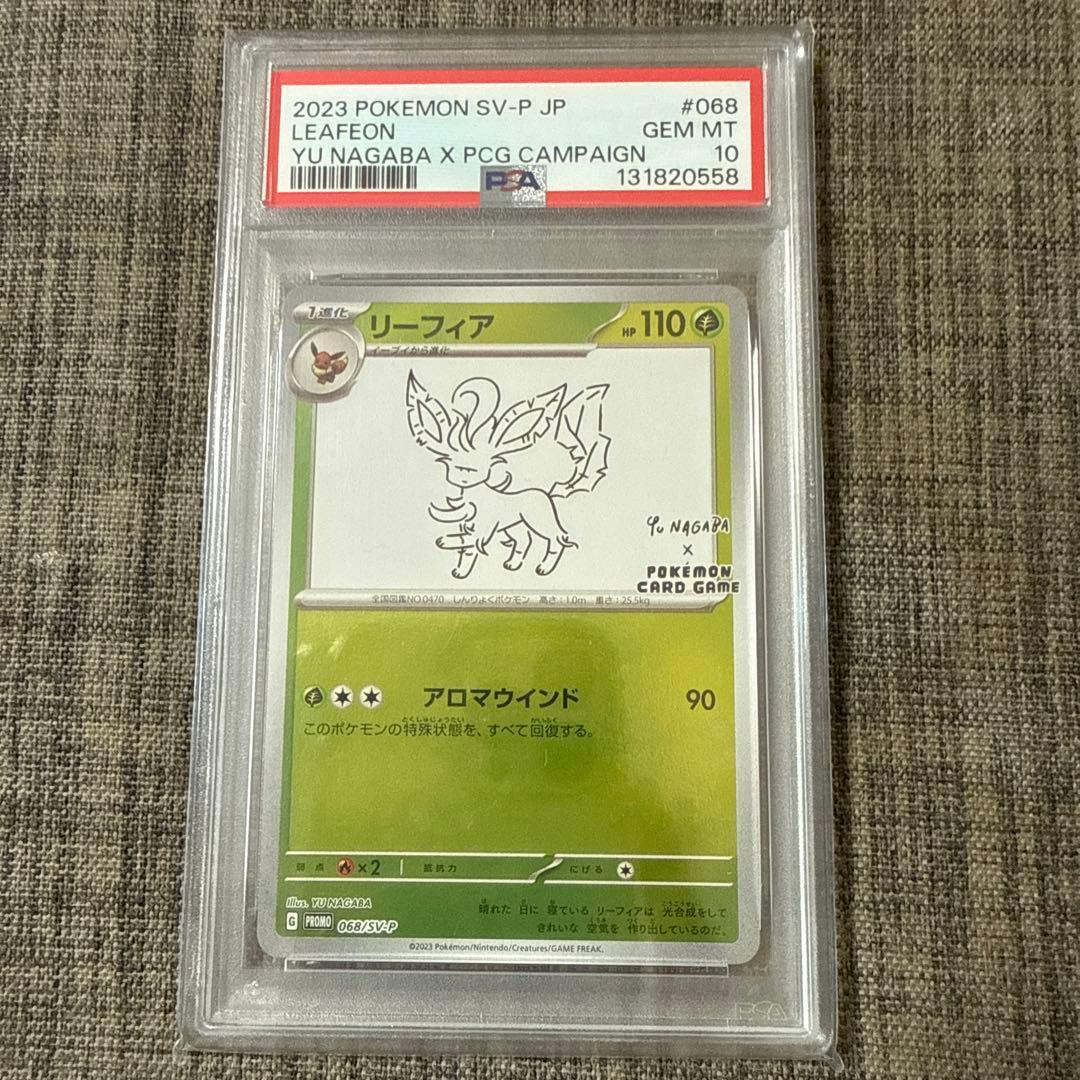 2023 POKEMON SV-P JP #068
LEAFEON GEM MT
YU NAGABA X PCG CAMPAIGN 10
PSA 131820558
1進化
リーフィア
HP 110
イーブイから進化
Yu NAGABA
×
POKÉMON
CARD GAME
全国図鑑NO.0470 しんりょくポケモン 高さ:1.0m 重さ:25.5kg
アロマウインド 90
このポケモンの特殊状態を、すべて回復する。
弱点 ×2 抵抗力 にげる
Illus. YU NAGABA
G PROMO 068/SV-P
晴れた 日に 寝ている リーフィアは 光合成をして
きれいな 空気を 作り出しているのだ。
©2023 Pokémon/Nintendo/Creatures/GAME FREAK.
PSA